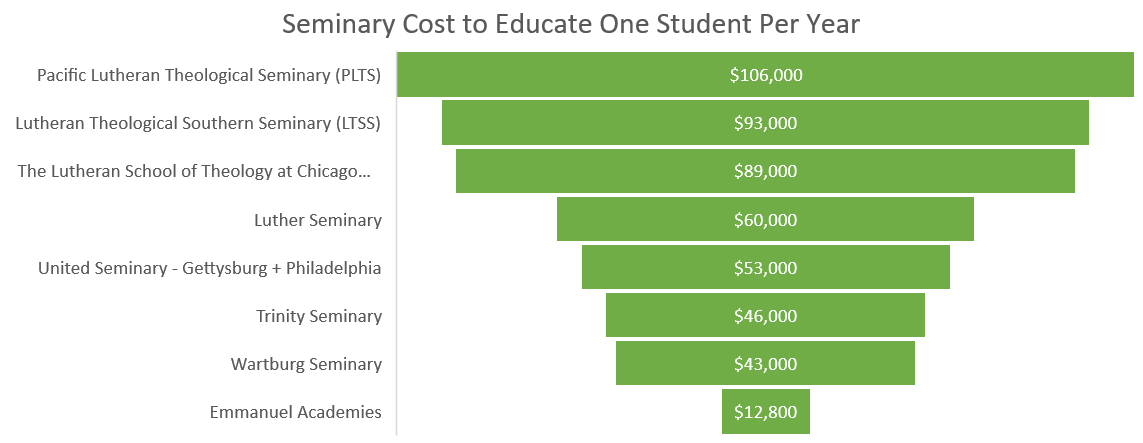 Seminary Cost to Educate One Student Per Year
Pacific Lutheran Theological Seminary (PLTS) $106,000
Lutheran Theological Southern Seminary (LTSS) $93,000
The Lutheran School of Theology at Chicago... $89,000
Luther Seminary $60,000
United Seminary - Gettysburg + Philadelphia $53,000
Trinity Seminary $46,000
Wartburg Seminary $43,000
Emmanuel Academies $12,800